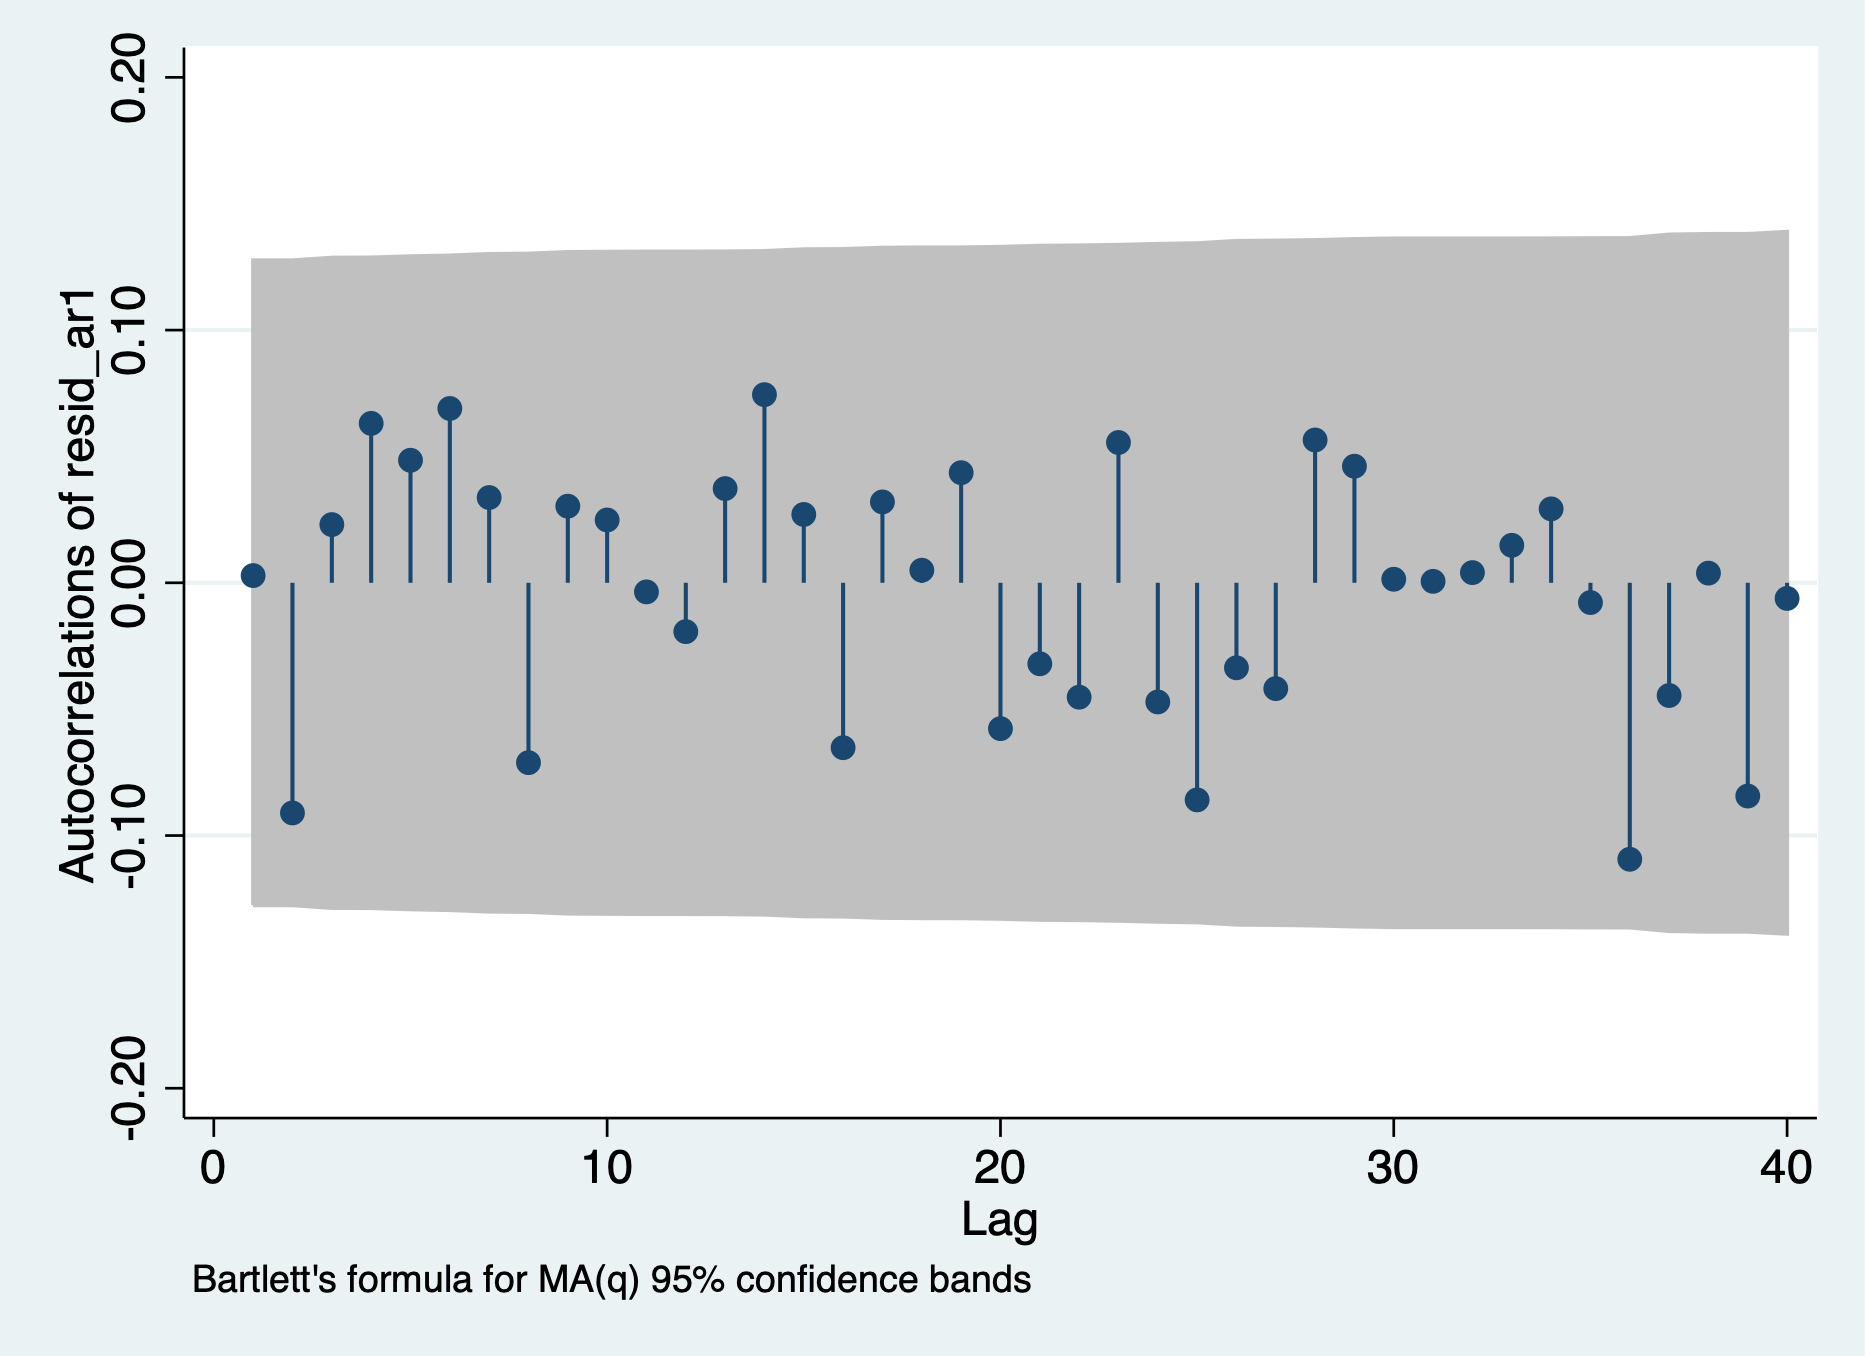 Autocorrelations of resid_ar1
0.20
0.10
0.00
-0.10
-0.20
0 10 20 30 40
Lag
Bartlett's formula for MA(q) 95% confidence bands